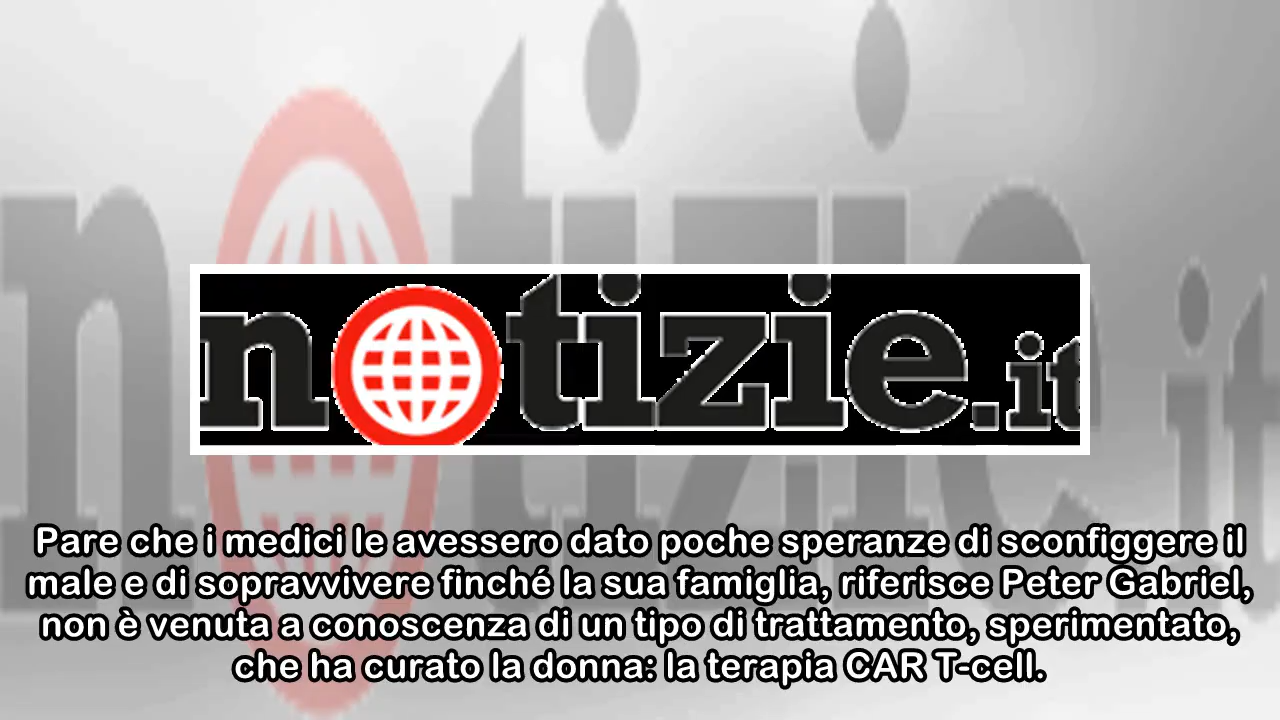 notizie.it
notizie.it
Pare che i medici le avessero dato poche speranze di sconfiggere il
male e di sopravvivere finché la sua famiglia, riferisce Peter Gabriel,
non è venuta a conoscenza di un tipo di trattamento, sperimentato,
che ha curato la donna: la terapia CAR T-cell.